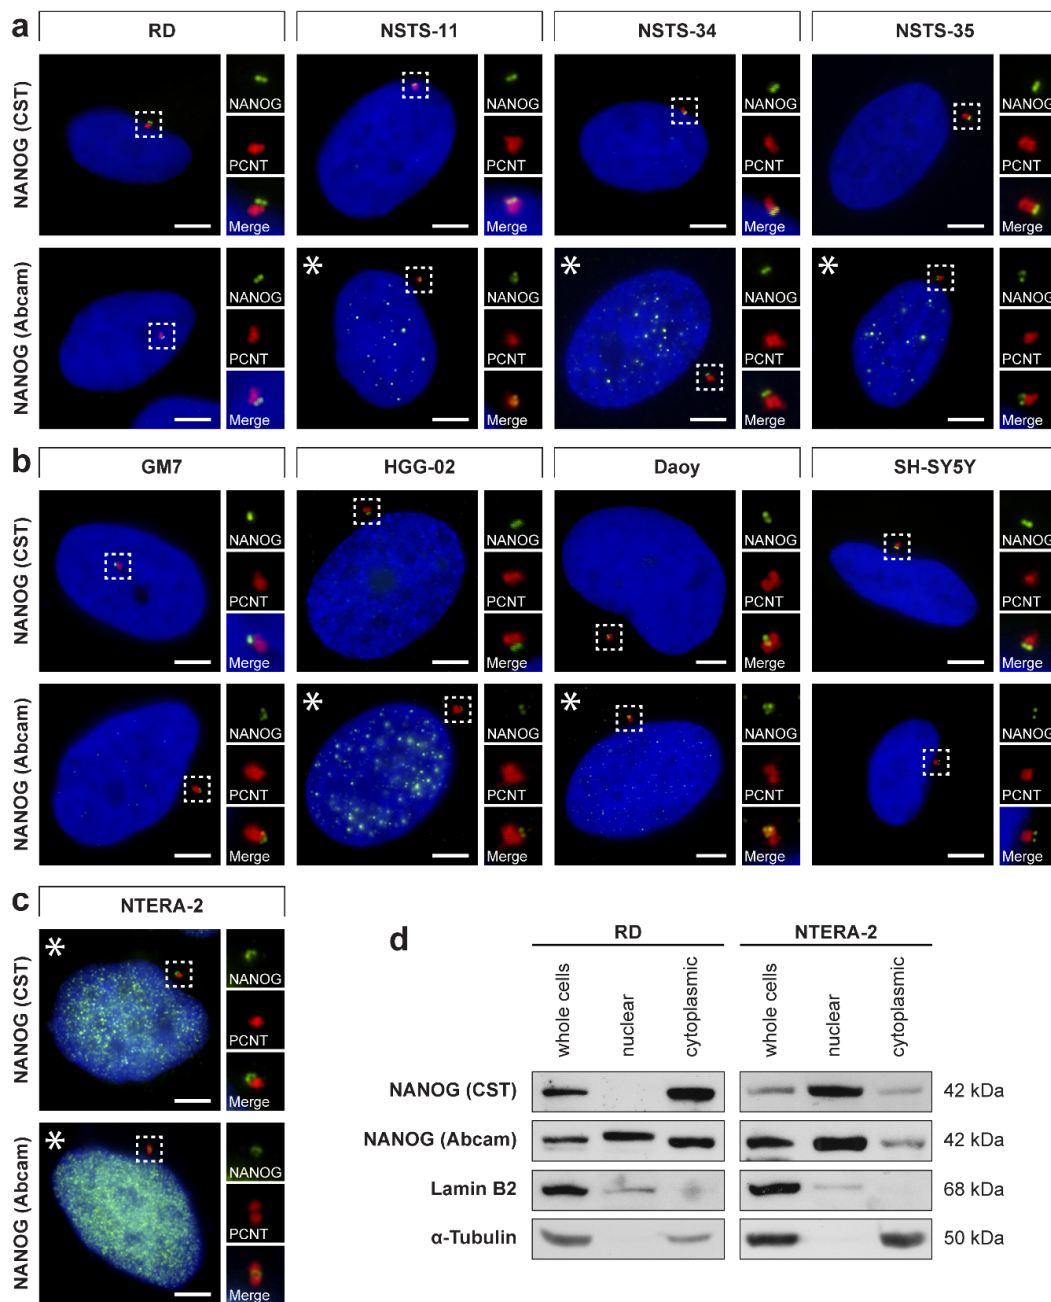 a
RD
NSTS-11
NSTS-34
NSTS-35
NANOG (CST)
NANOG
PCNT
Merge
NANOG
PCNT
Merge
NANOG
PCNT
Merge
NANOG
PCNT
Merge
NANOG (Abcam)
NANOG
PCNT
Merge
*
NANOG
PCNT
Merge
*
NANOG
PCNT
Merge
*
NANOG
PCNT
Merge
b
GM7
HGG-02
Daoy
SH-SY5Y
NANOG (CST)
NANOG
PCNT
Merge
NANOG
PCNT
Merge
NANOG
PCNT
Merge
NANOG
PCNT
Merge
NANOG (Abcam)
NANOG
PCNT
Merge
*
NANOG
PCNT
Merge
*
NANOG
PCNT
Merge
NANOG
PCNT
Merge
c
NTERA-2
NANOG (CST)
*
NANOG
PCNT
Merge
NANOG (Abcam)
*
NANOG
PCNT
Merge
d
RD
NTERA-2
whole cells
nuclear
cytoplasmic
whole cells
nuclear
cytoplasmic
NANOG (CST)
42 kDa
NANOG (Abcam)
42 kDa
Lamin B2
68 kDa
α-Tubulin
50 kDa